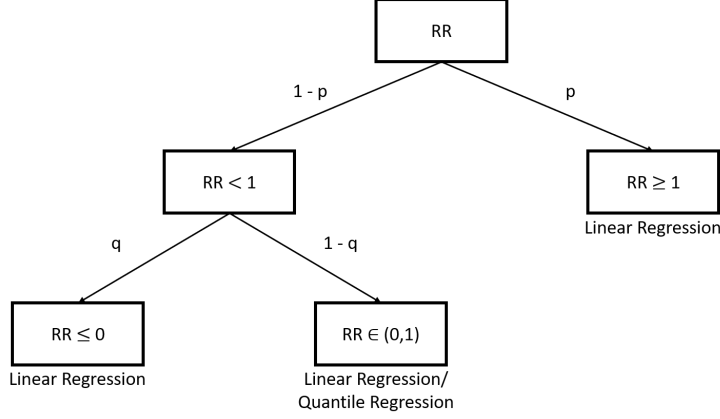 RR
1 - p
p
RR < 1
RR ≥ 1
Linear Regression
q
1 - q
RR ≤ 0
RR ∈ (0,1)
Linear Regression
Linear Regression/
Quantile Regression